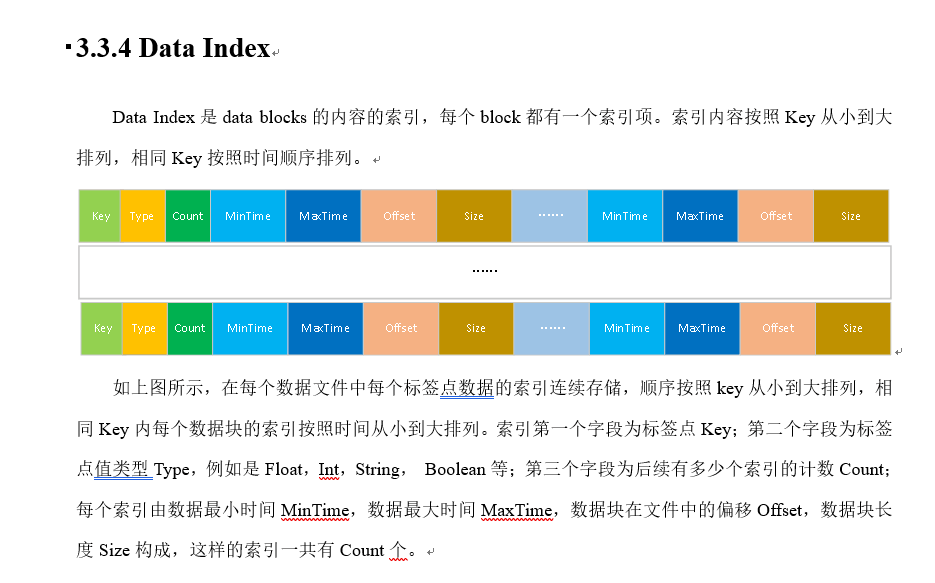 3.3.4 Data Index
Data Index 是 data blocks 的内容的索引，每个 block 都有一个索引项。索引内容按照 Key 从小到大
排列，相同 Key 按照时间顺序排列。
Key Type Count MinTime MaxTime Offset Size ...... MinTime MaxTime Offset Size
......
Key Type Count MinTime MaxTime Offset Size ...... MinTime MaxTime Offset Size
如上图所示，在每个数据文件中每个标签点数据的索引连续存储，顺序按照 key 从小到大排列，相
同 Key 内每个数据块的索引按照时间从小到大排列。索引第一个字段为标签点 Key；第二个字段为标签
点值类型 Type，例如是 Float，Int，String， Boolean 等；第三个字段为后续有多少个索引的计数 Count；
每个索引由数据最小时间 MinTime，数据最大时间 MaxTime，数据块在文件中的偏移 Offset，数据块长
度 Size 构成，这样的索引一共有 Count 个。